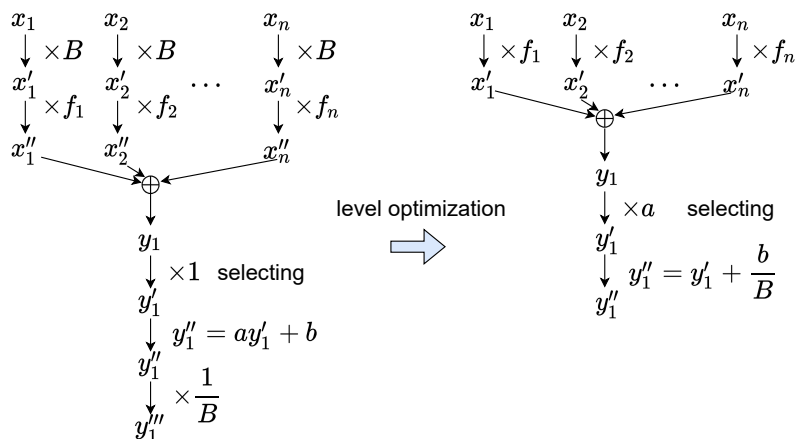 x₁ x₂ xₙ
×B ×B ×B
x′₁ x′₂ ⋯ x′ₙ
×f₁ ×f₂ ×fₙ
x″₁ x″₂ x″ₙ
⊕
y₁
×1 selecting
y′₁
y″₁ = ay′₁ + b
y″₁
×1/B
y‴₁
level optimization
x₁ x₂ xₙ
×f₁ ×f₂ ×fₙ
x′₁ x′₂ ⋯ x′ₙ
⊕
y₁
×a selecting
y′₁
y″₁ = y′₁ + b/B
y″₁